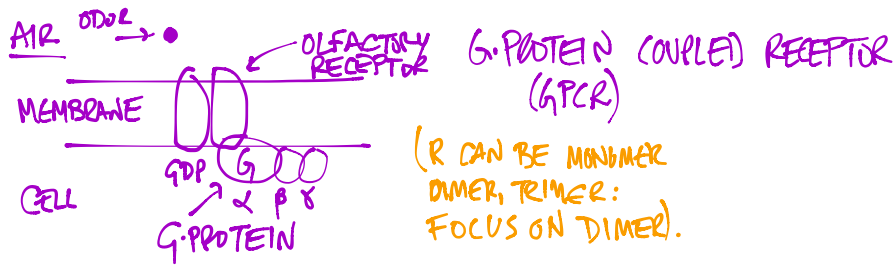 AIR
ODOR
OLFACTORY
RECEPTOR
MEMBRANE
GDP
G
α β γ
CELL
G-PROTEIN
G-PROTEIN COUPLED RECEPTOR
(GPCR)
(R CAN BE MONOMER
DIMER, TRIMER:
FOCUS ON DIMER).